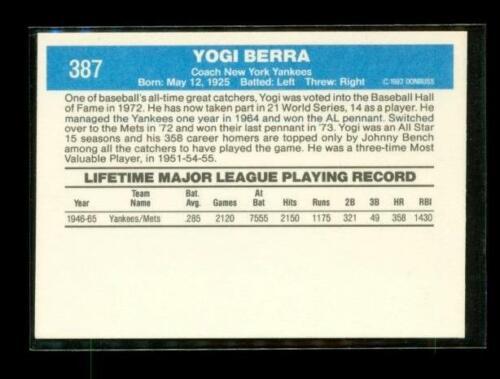 387
YOGI BERRA
Coach New York Yankees
Born: May 12, 1925 Batted: Left Threw: Right © 1983 DONRUSS
One of baseball's all-time great catchers, Yogi was voted into the Baseball Hall
of Fame in 1972. He has now taken part in 21 World Series, 14 as a player. He
managed the Yankees one year in 1964 and won the AL pennant. Switched
over to the Mets in '72 and won their last pennant in '73. Yogi was an All Star
15 seasons and his 358 career homers are topped only by Johnny Bench
among all the catchers to have played the game. He was a three-time Most
Valuable Player, in 1951-54-55.
LIFETIME MAJOR LEAGUE PLAYING RECORD
Year Team Name Bat. Avg. Games At Bat Hits Runs 2B 3B HR RBI
1946-65 Yankees/Mets .285 2120 7555 2150 1175 321 49 358 1430